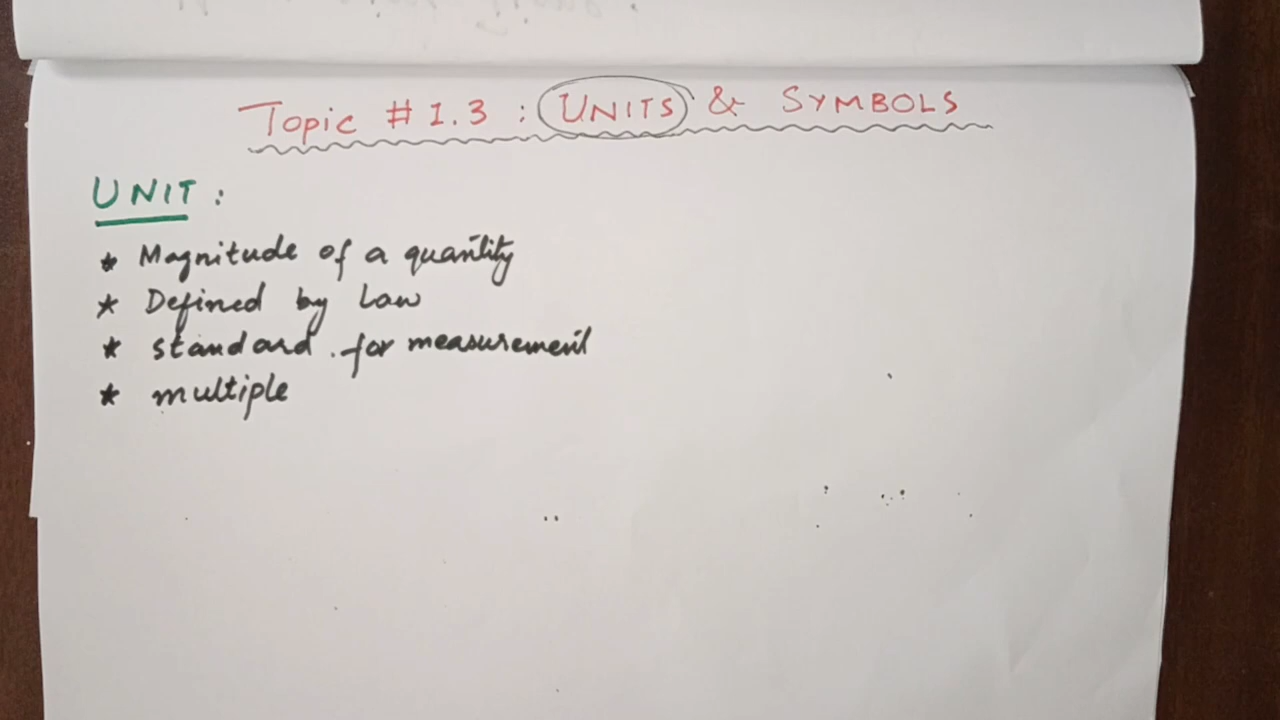 Topic # 1.3 : UNITS & SYMBOLS
UNIT :
* Magnitude of a quantity
* Defined by Law
* standard for measurement
* multiple